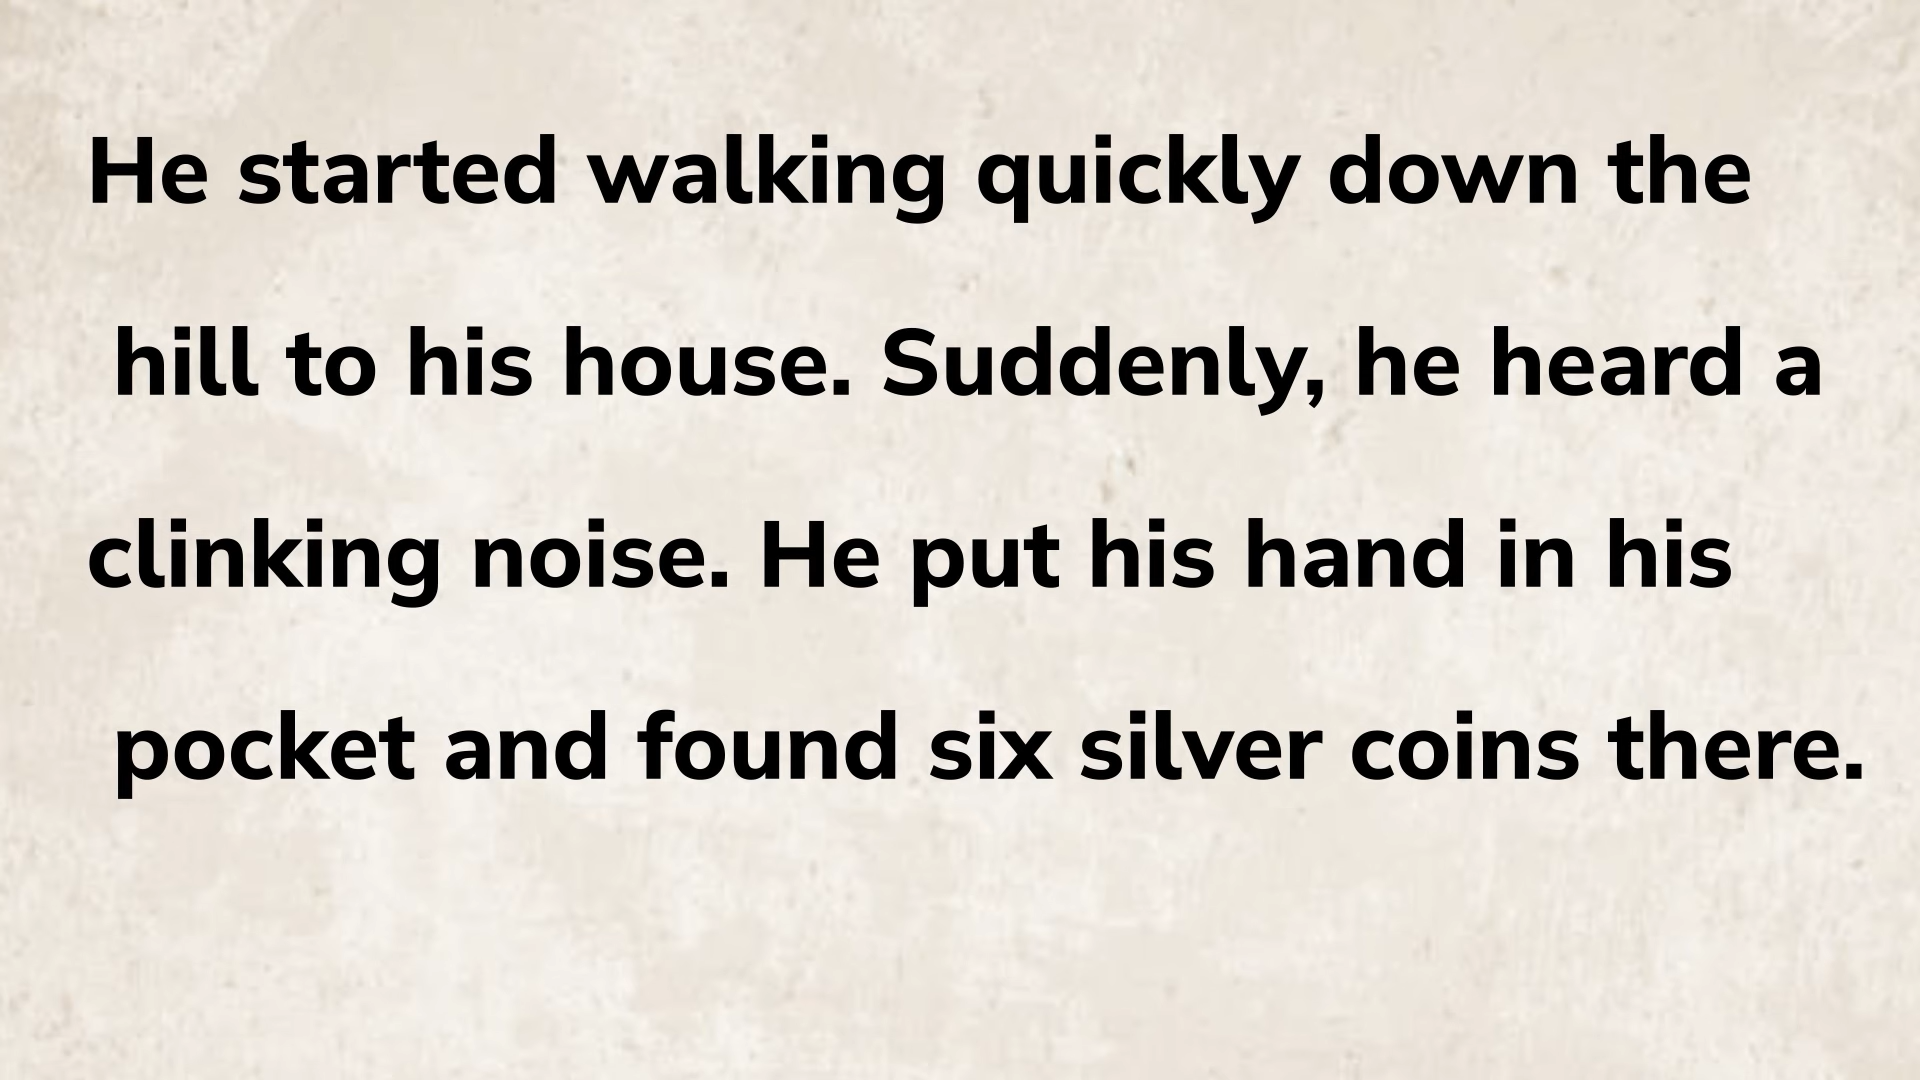 He started walking quickly down the
hill to his house. Suddenly, he heard a
clinking noise. He put his hand in his
pocket and found six silver coins there.